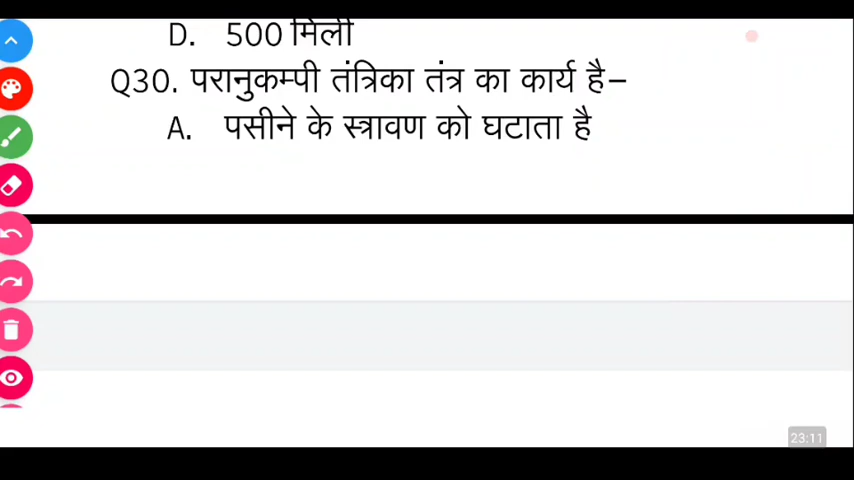 D. 500 मिली
Q30. परानुकम्पी तंत्रिका तंत्र का कार्य है–
A. पसीने के स्त्रावण को घटाता है
23:11